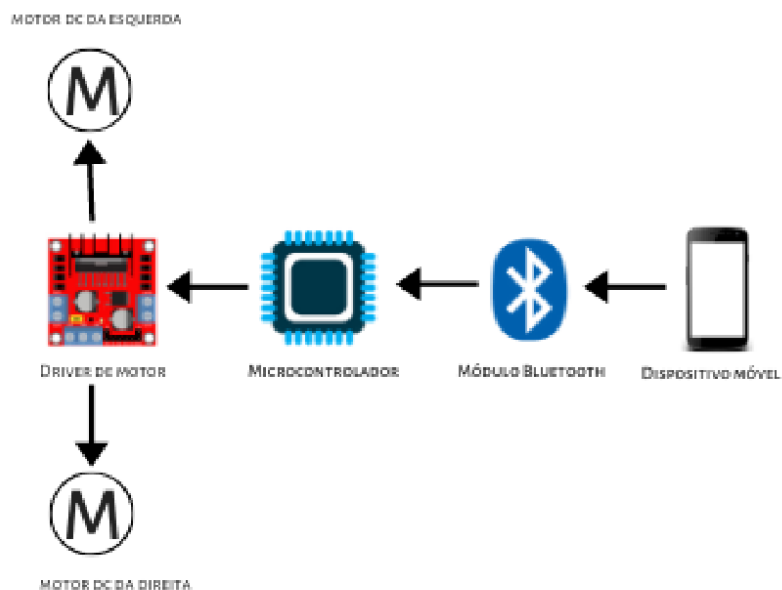 MOTOR DC DA ESQUERDA
M
DRIVER DE MOTOR
MICROCONTROLADOR
MÓDULO BLUETOOTH
DISPOSITIVO MÓVEL
M
MOTOR DC DA DIREITA